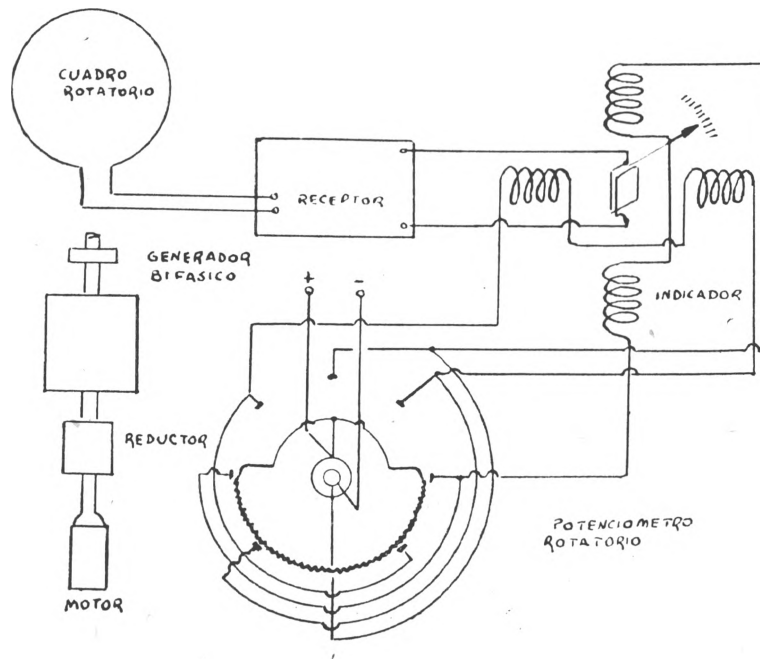 CUADRO
ROTATORIO
RECEPTOR
GENERADOR
BIFASICO
+ -
INDICADOR
REDUCTOR
POTENCIOMETRO
ROTATORIO
MOTOR